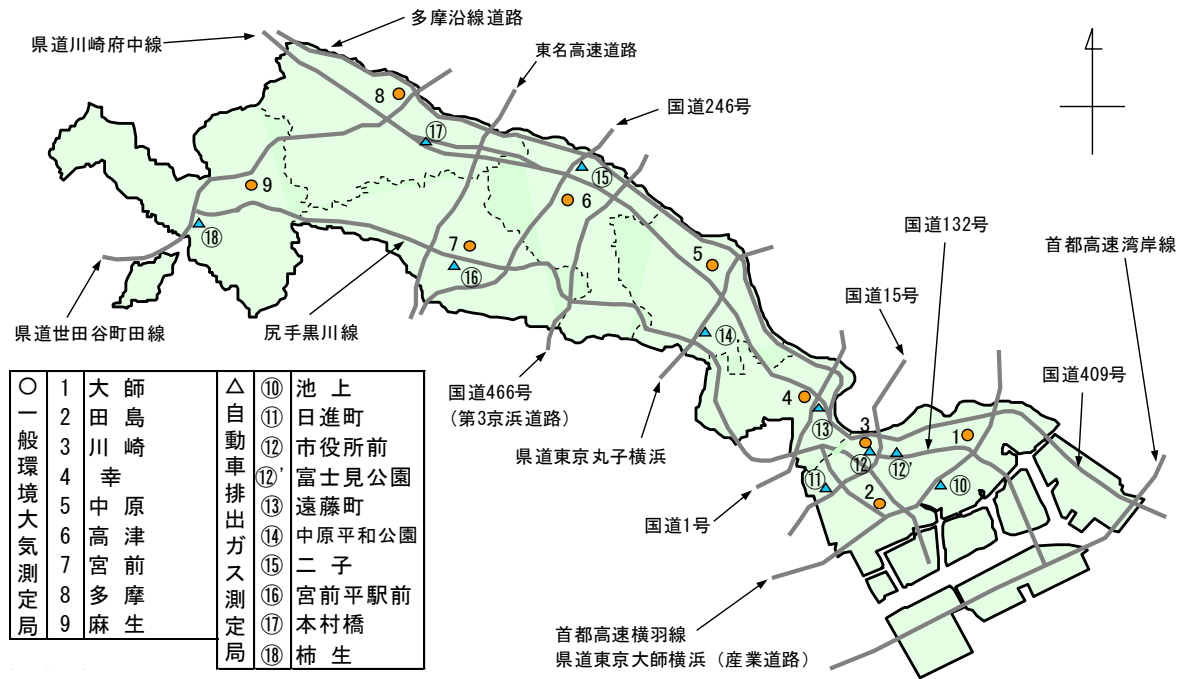 多摩沿線道路
県道川崎府中線
東名高速道路
国道246号
8
⑰
⑮
9
6
国道132号
⑱
7
5
首都高速湾岸線
⑯
国道15号
県道世田谷町田線
尻手黒川線
⑭
国道466号
(第3京浜道路)
国道409号
4
県道東京丸子横浜
⑬
3
1
⑫
⑫'
⑪
2
⑩
国道1号
首都高速横羽線
県道東京大師横浜(産業道路)
○一般環境大気測定局
1 大師
2 田島
3 川崎
4 幸
5 中原
6 高津
7 宮前
8 多摩
9 麻生
△自動車排出ガス測定局
⑩ 池上
⑪ 日進町
⑫ 市役所前
⑫' 富士見公園
⑬ 遠藤町
⑭ 中原平和公園
⑮ 二子
⑯ 宮前平駅前
⑰ 本村橋
⑱ 柿生